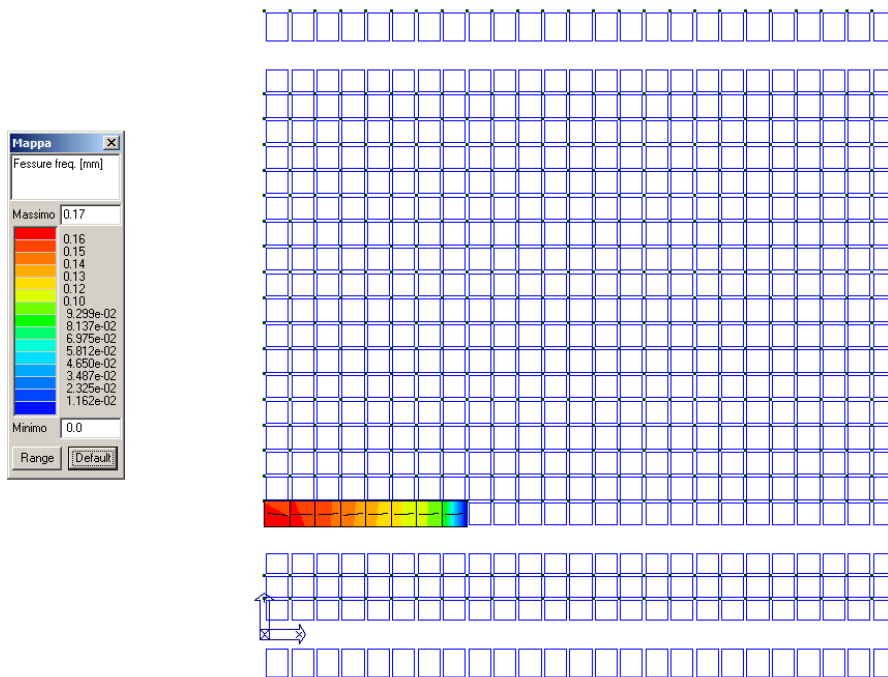 Mappa
Fessure freq. [mm]
Massimo 0.17
0.16
0.15
0.14
0.13
0.12
0.10
9.299e-02
8.137e-02
6.975e-02
5.812e-02
4.650e-02
3.487e-02
2.325e-02
1.162e-02
Minimo 0.0
Range Default
X